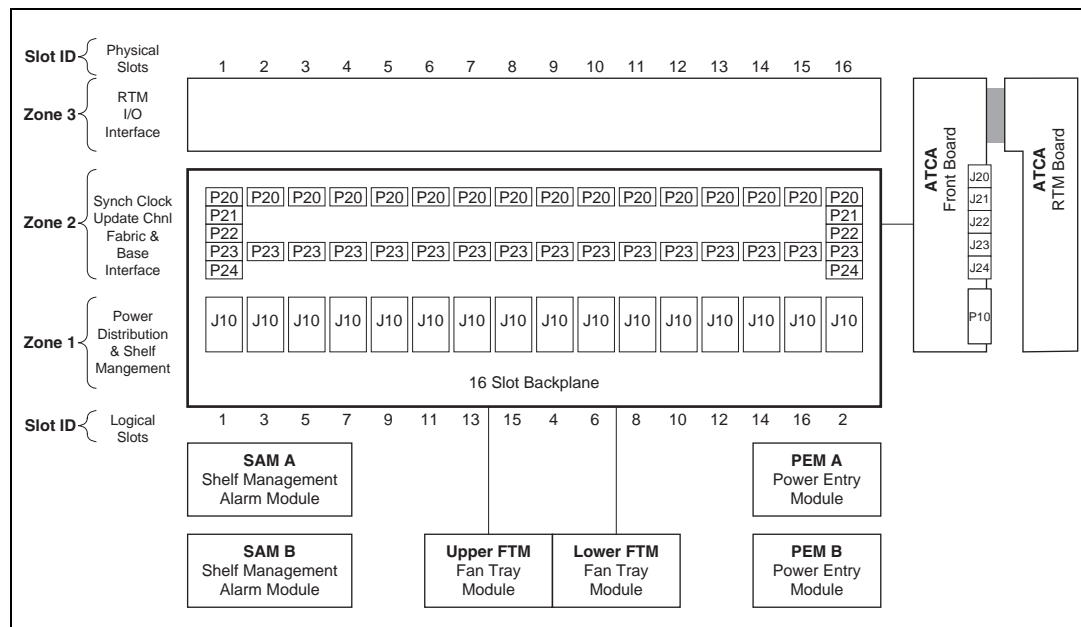 Slot ID
Physical
Slots
1 2 3 4 5 6 7 8 9 10 11 12 13 14 15 16
Zone 3
RTM
I/O
Interface
Zone 2
Synch Clock
Update Chnl
Fabric &
Base
Interface
P20 P20 P20 P20 P20 P20 P20 P20 P20 P20 P20 P20 P20 P20 P20 P20
P21 P21
P22 P22
P23 P23 P23 P23 P23 P23 P23 P23 P23 P23 P23 P23 P23 P23 P23 P23
P24 P24
Zone 1
Power
Distribution
& Shelf
Mangement
J10 J10 J10 J10 J10 J10 J10 J10 J10 J10 J10 J10 J10 J10 J10 J10
16 Slot Backplane
Slot ID
Logical
Slots
1 3 5 7 9 11 13 15 4 6 8 10 12 14 16 2
ATCA
Front Board
J20
J21
J22
J23
J24
P10
ATCA
RTM Board
SAM A
Shelf Management
Alarm Module
PEM A
Power Entry
Module
SAM B
Shelf Management
Alarm Module
Upper FTM
Fan Tray
Module
Lower FTM
Fan Tray
Module
PEM B
Power Entry
Module